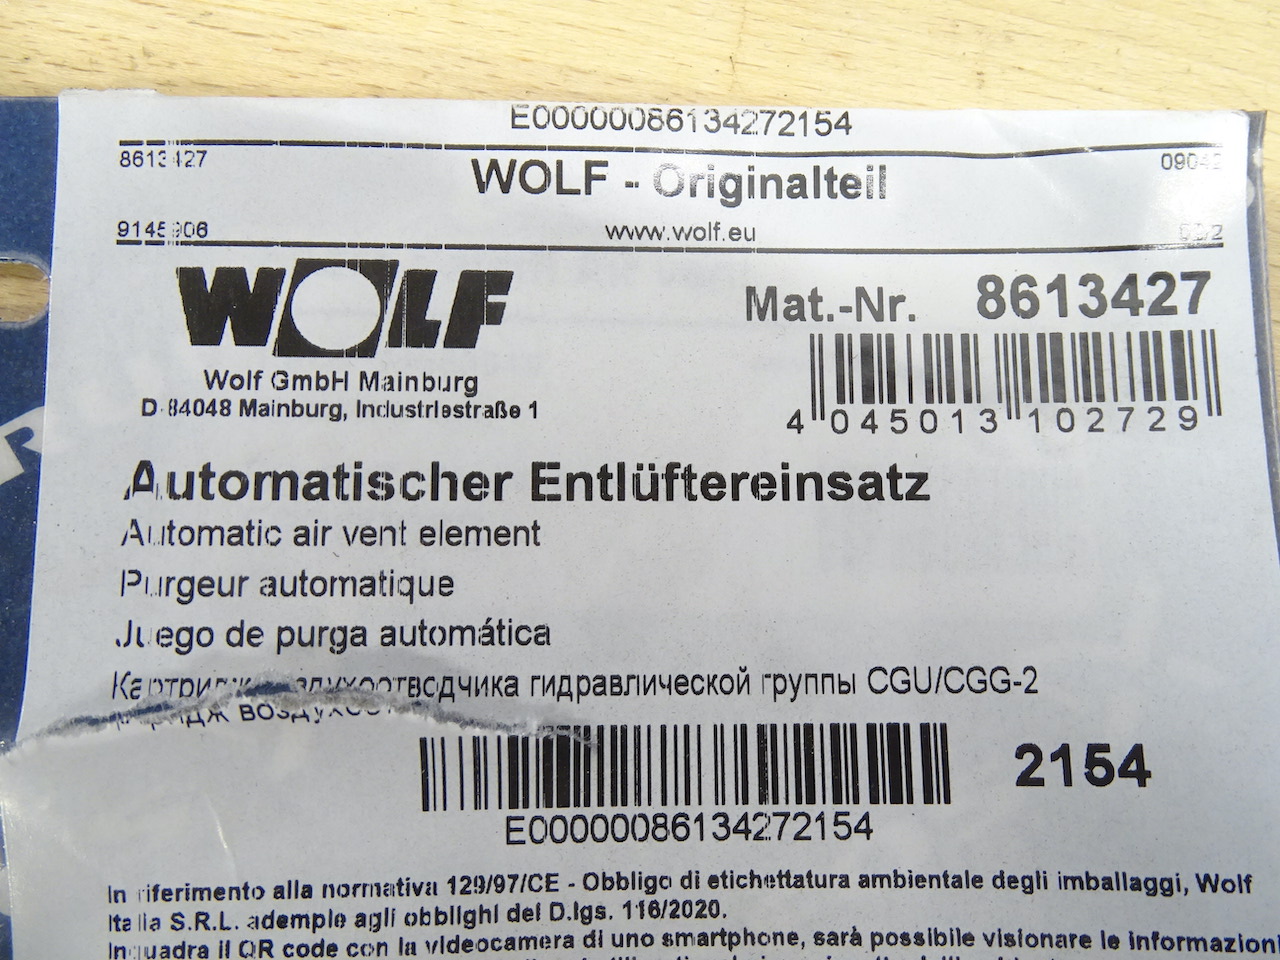 E00000086134272154
8613427
WOLF - Originalteil
9145906
www.wolf.eu
WOLF
Mat.-Nr. 8613427
Wolf GmbH Mainburg
D-84048 Mainburg, Industriestraße 1
4 045013 102729
Automatischer Entlüftereinsatz
Automatic air vent element
Purgeur automatique
Juego de purga automática
Картридж воздухоотводчика гидравлической группы CGU/CGG-2
2154
E00000086134272154
In riferimento alla normativa 129/97/CE - Obbligo di etichettatura ambientale degli imballaggi, Wolf
Italia S.R.L. ademple agli obblighi del D.lgs. 116/2020.
Inquadra il QR code con la videocamera di uno smartphone, sarà possibile visionare le informazioni